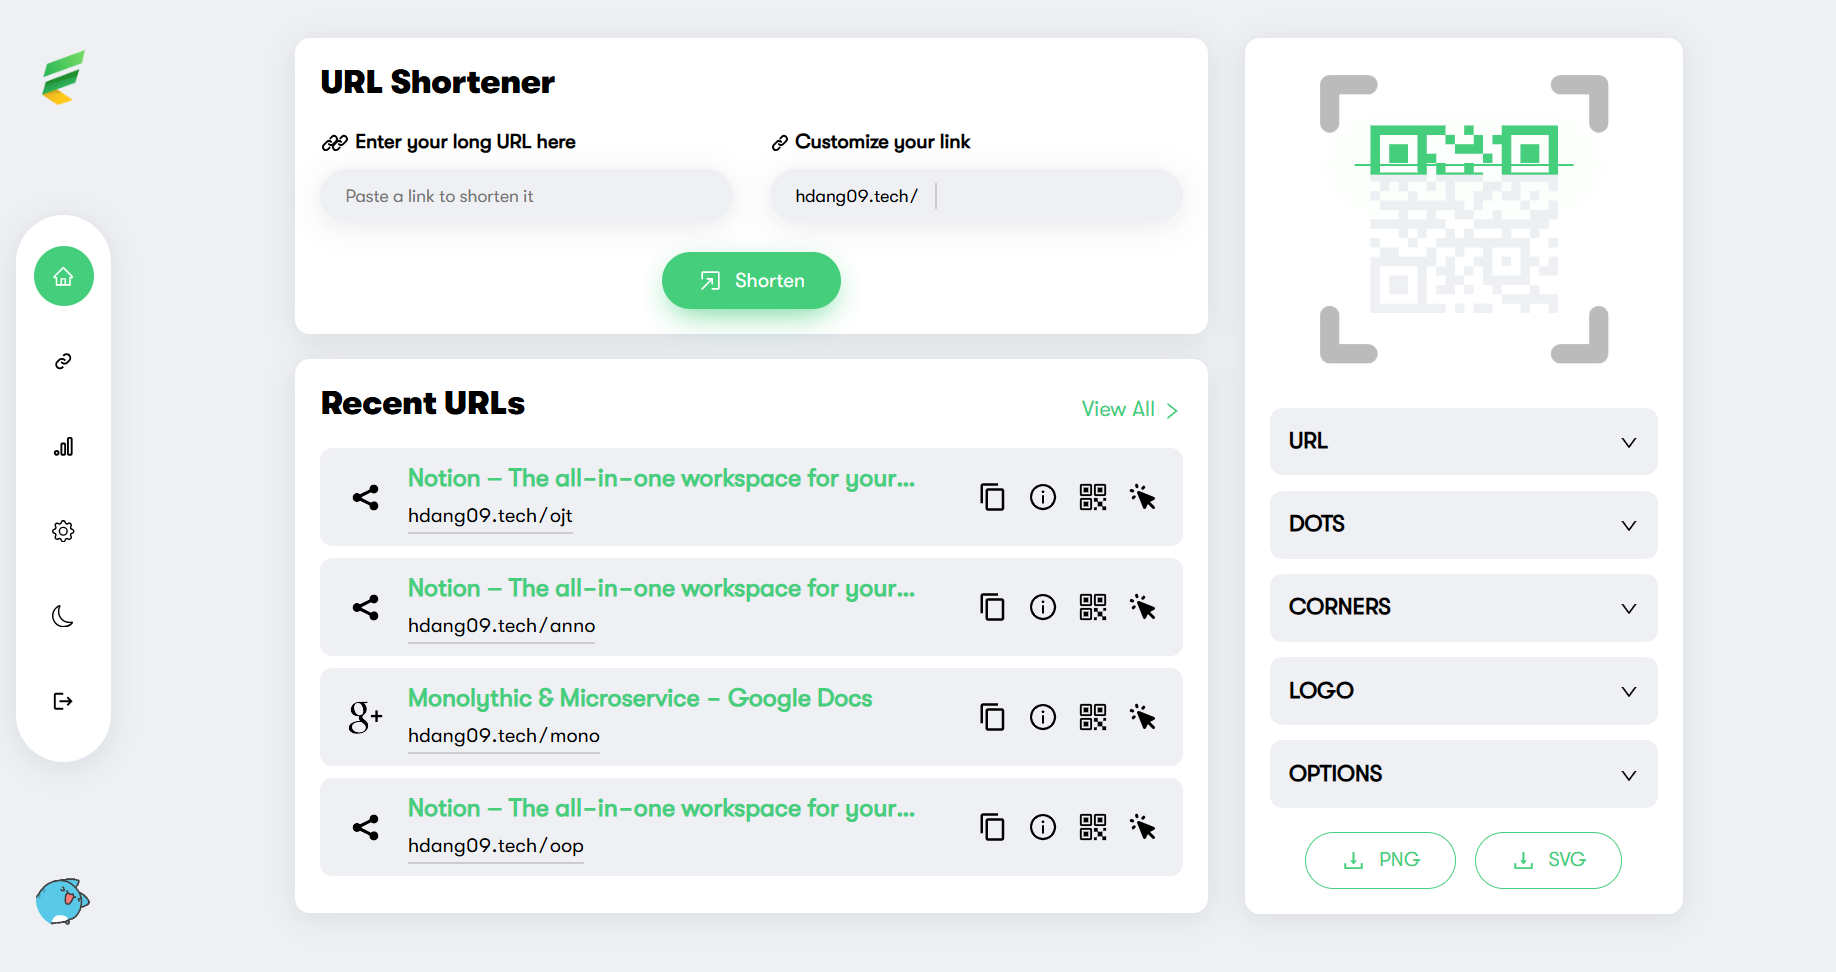 URL Shortener
Enter your long URL here
Customize your link
Paste a link to shorten it
hdang09.tech/
Shorten
Recent URLs
View All
Notion – The all-in-one workspace for your...
hdang09.tech/ojt
Notion – The all-in-one workspace for your...
hdang09.tech/anno
g+
Monolythic & Microservice - Google Docs
hdang09.tech/mono
Notion – The all-in-one workspace for your...
hdang09.tech/oop
URL
DOTS
CORNERS
LOGO
OPTIONS
PNG
SVG